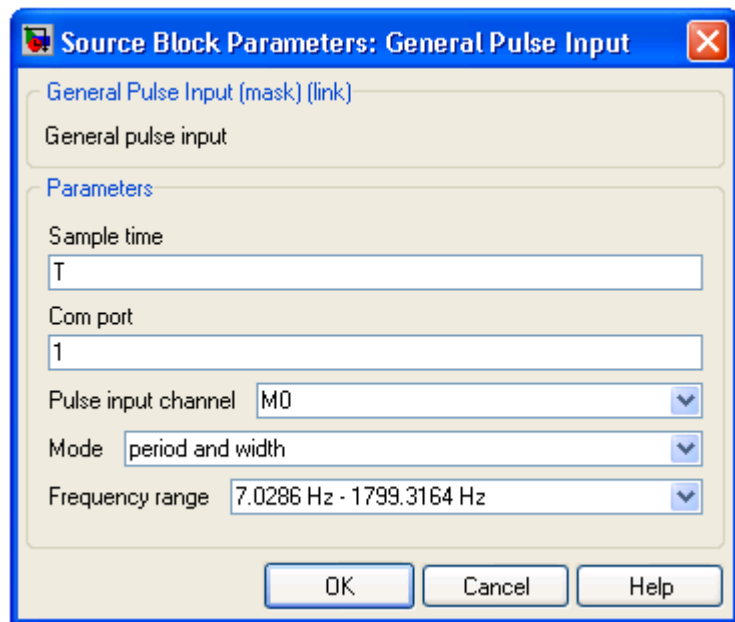 Source Block Parameters: General Pulse Input
General Pulse Input (mask) (link)
General pulse input
Parameters
Sample time
T
Com port
1
Pulse input channel M0
Mode period and width
Frequency range 7.0286 Hz - 1799.3164 Hz
OK Cancel Help